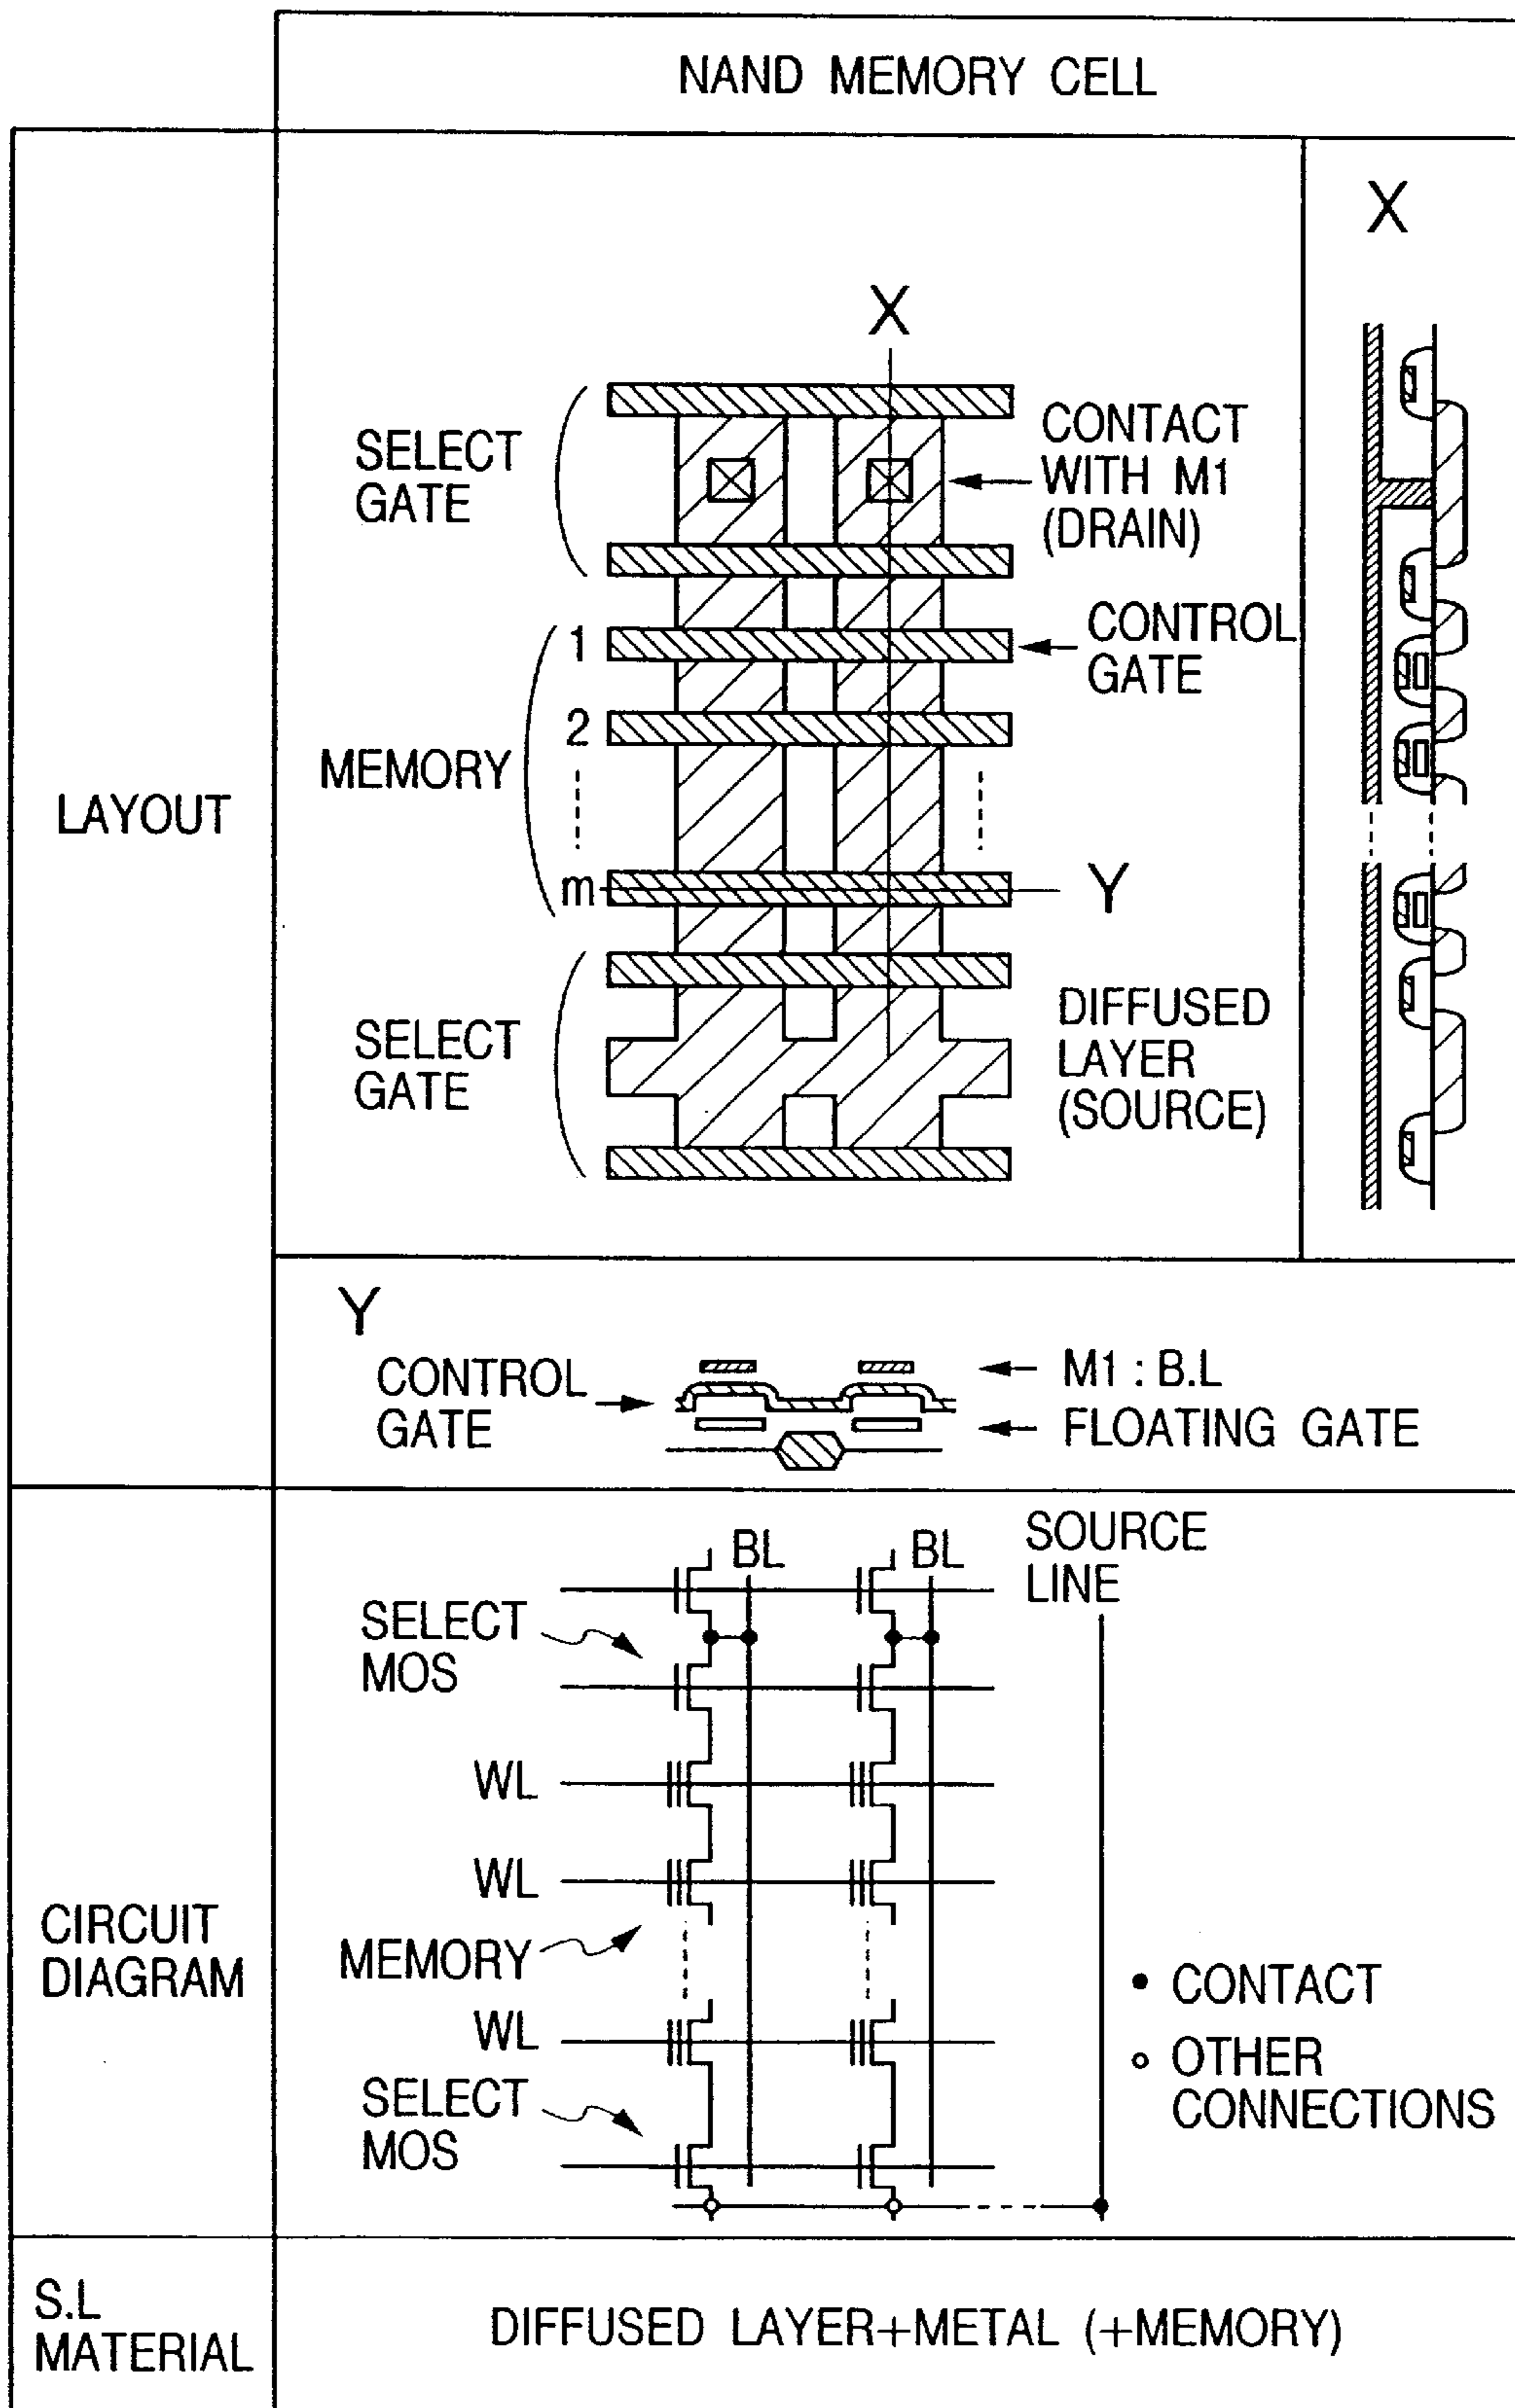 NAND MEMORY CELL
LAYOUT
X
X
SELECT
GATE
CONTACT
WITH M1
(DRAIN)
1
CONTROL
GATE
2
MEMORY
m
Y
SELECT
GATE
DIFFUSED
LAYER
(SOURCE)
Y
CONTROL
GATE
M1 : B.L
FLOATING GATE
CIRCUIT
DIAGRAM
BL
BL
SOURCE
LINE
SELECT
MOS
WL
WL
MEMORY
WL
SELECT
MOS
CONTACT
OTHER
CONNECTIONS
S.L
MATERIAL
DIFFUSED LAYER+METAL (+MEMORY)